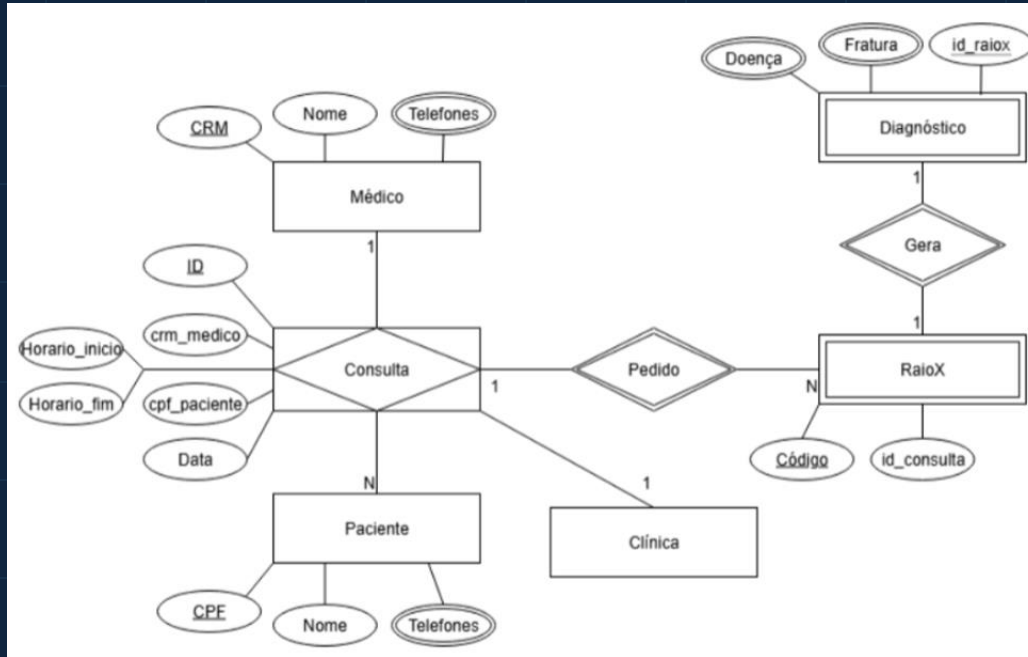 Doença
Fratura
id_raiox
CRM
Nome
Telefones
Diagnóstico
Médico
1
1
Gera
ID
crm_medico
Horario_inicio
Consulta
Pedido
1
RaioX
1
N
Horario_fim
cpf_paciente
Data
Código
id_consulta
N
1
Paciente
Clínica
CPF
Nome
Telefones